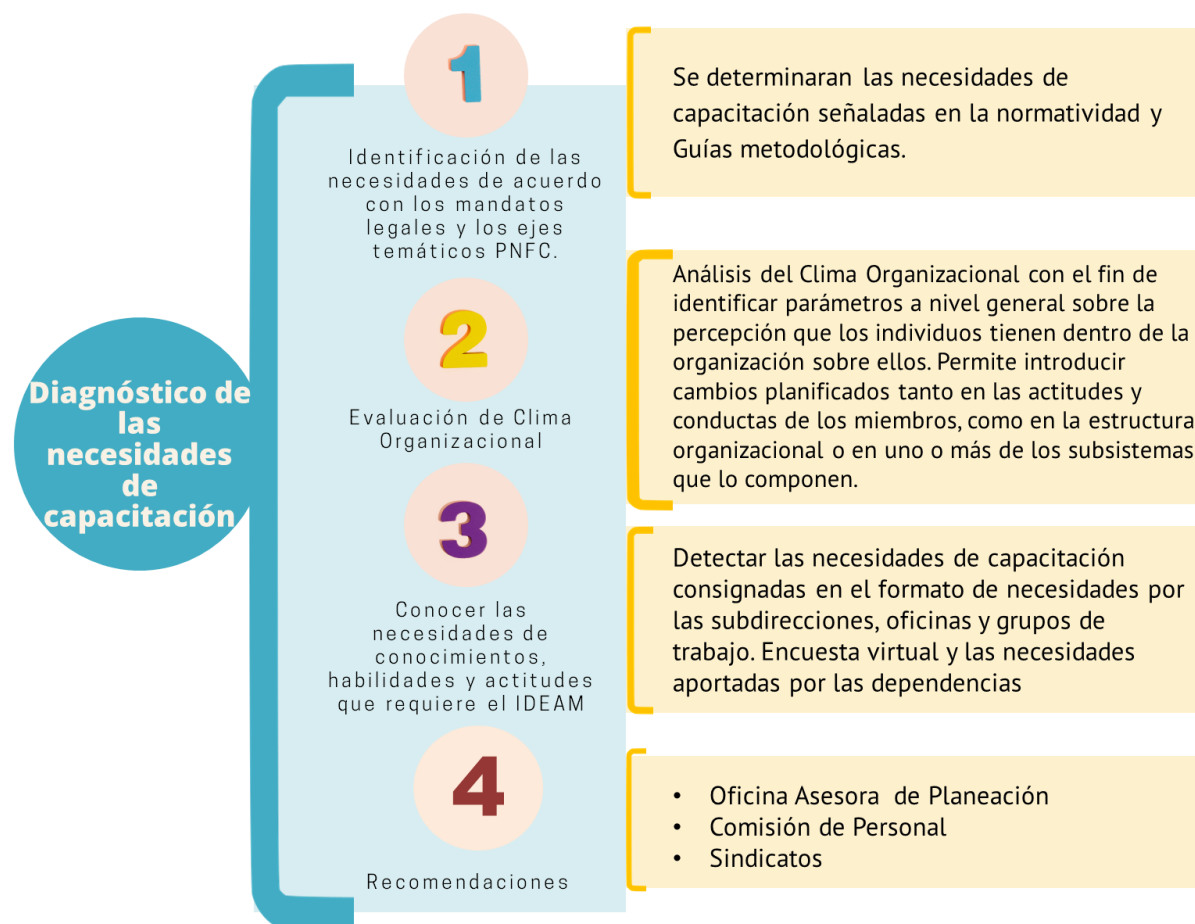 Diagnóstico de
las
necesidades
de
capacitación
1
Identificación de las
necesidades de acuerdo
con los mandatos
legales y los ejes
temáticos PNFC.
Se determinaran las necesidades de
capacitación señaladas en la normatividad y
Guías metodológicas.
2
Evaluación de Clima
Organizacional
Análisis del Clima Organizacional con el fin de
identificar parámetros a nivel general sobre la
percepción que los individuos tienen dentro de la
organización sobre ellos. Permite introducir
cambios planificados tanto en las actitudes y
conductas de los miembros, como en la estructura
organizacional o en uno o más de los subsistemas
que lo componen.
3
Conocer las
necesidades de
conocimientos,
habilidades y actitudes
que requiere el IDEAM
Detectar las necesidades de capacitación
consignadas en el formato de necesidades por
las subdirecciones, oficinas y grupos de
trabajo. Encuesta virtual y las necesidades
aportadas por las dependencias
4
Recomendaciones
• Oficina Asesora de Planeación
• Comisión de Personal
• Sindicatos